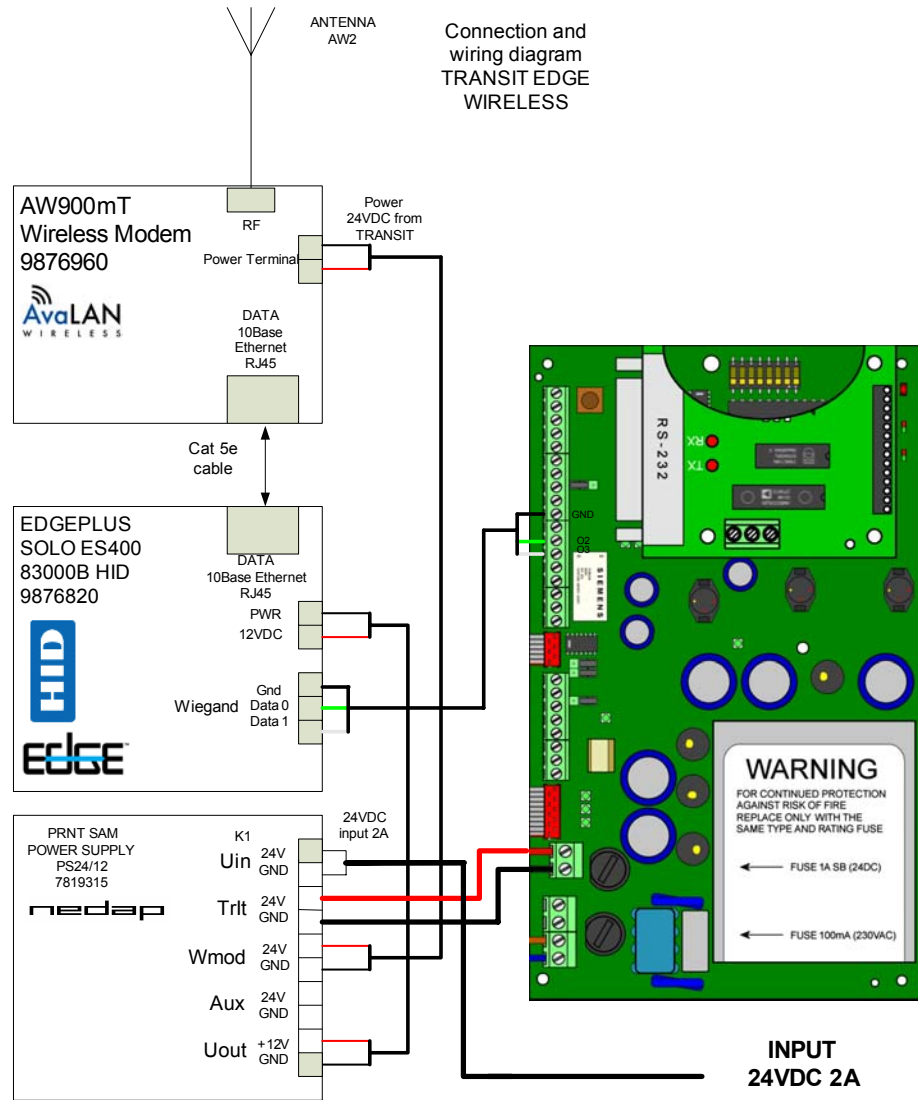 ANTENNA
AW2
Connection and
wiring diagram
TRANSIT EDGE
WIRELESS
AW900mT
Wireless Modem
9876960
AvaLAN
WIRELESS
RF
Power Terminal
Power
24VDC from
TRANSIT
DATA
10Base
Ethernet
RJ45
Cat 5e
cable
EDGEPLUS
SOLO ES400
83000B HID
9876820
HID
EDGE™
DATA
10Base Ethernet
RJ45
PWR
12VDC
Wiegand
Gnd
Data 0
Data 1
PRNT SAM
POWER SUPPLY
PS24/12
7819315
nedap
K1
24VDC
input 2A
Uin 24V
GND
Trlt 24V
GND
Wmod 24V
GND
Aux 24V
GND
Uout +12V
GND
RS-232
RX
TX
GND
O2
O3
SIEMENS
WARNING
FOR CONTINUED PROTECTION
AGAINST RISK OF FIRE
REPLACE ONLY WITH THE
SAME TYPE AND RATING FUSE
FUSE 1A SB (24DC)
FUSE 100mA (230VAC)
INPUT
24VDC 2A